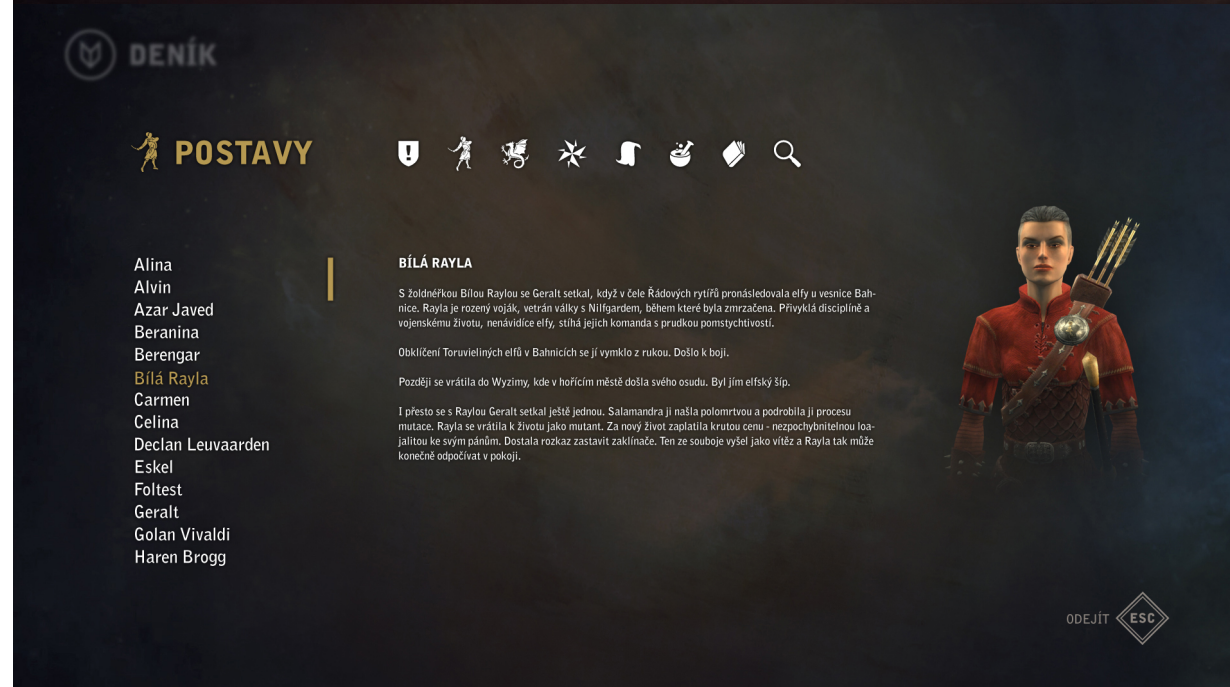 DENÍK
POSTAVY
Alina
Alvin
Azar Javed
Beranina
Berengar
Bílá Rayla
Carmen
Celina
Declan Leuvaarden
Eskel
Foltest
Geralt
Golan Vivaldi
Haren Brogg
BÍLÁ RAYLA
S žoldnéřkou Bílou Raylou se Geralt setkal, když v čele Řádových rytířů pronásledovala elfy u vesnice Bah-
nice. Rayla je rozený voják, vetrán války s Nilfgardem, během které byla zmrzačena. Přivyklá disciplíně a
vojenskému životu, nenávidíce elfy, stíhá jejich komanda s prudkou pomstychtivostí.
Obklíčení Toruvieliných elfů v Bahnicích se jí vymklo z rukou. Došlo k boji.
Později se vrátila do Wyzimy, kde v hořícím městě došla svého osudu. Byl jím elfský šíp.
I přesto se s Raylou Geralt setkal ještě jednou. Salamandra ji našla polomrtvou a podrobila ji procesu
mutace. Rayla se vrátila k životu jako mutant. Za nový život zaplatila krutou cenu - nezpochybnitelnou loa-
jalitou ke svým pánům. Dostala rozkaz zastavit zaklínače. Ten ze souboje vyšel jako vítěz a Rayla tak může
konečně odpočívat v pokoji.
ODEJÍT ESC